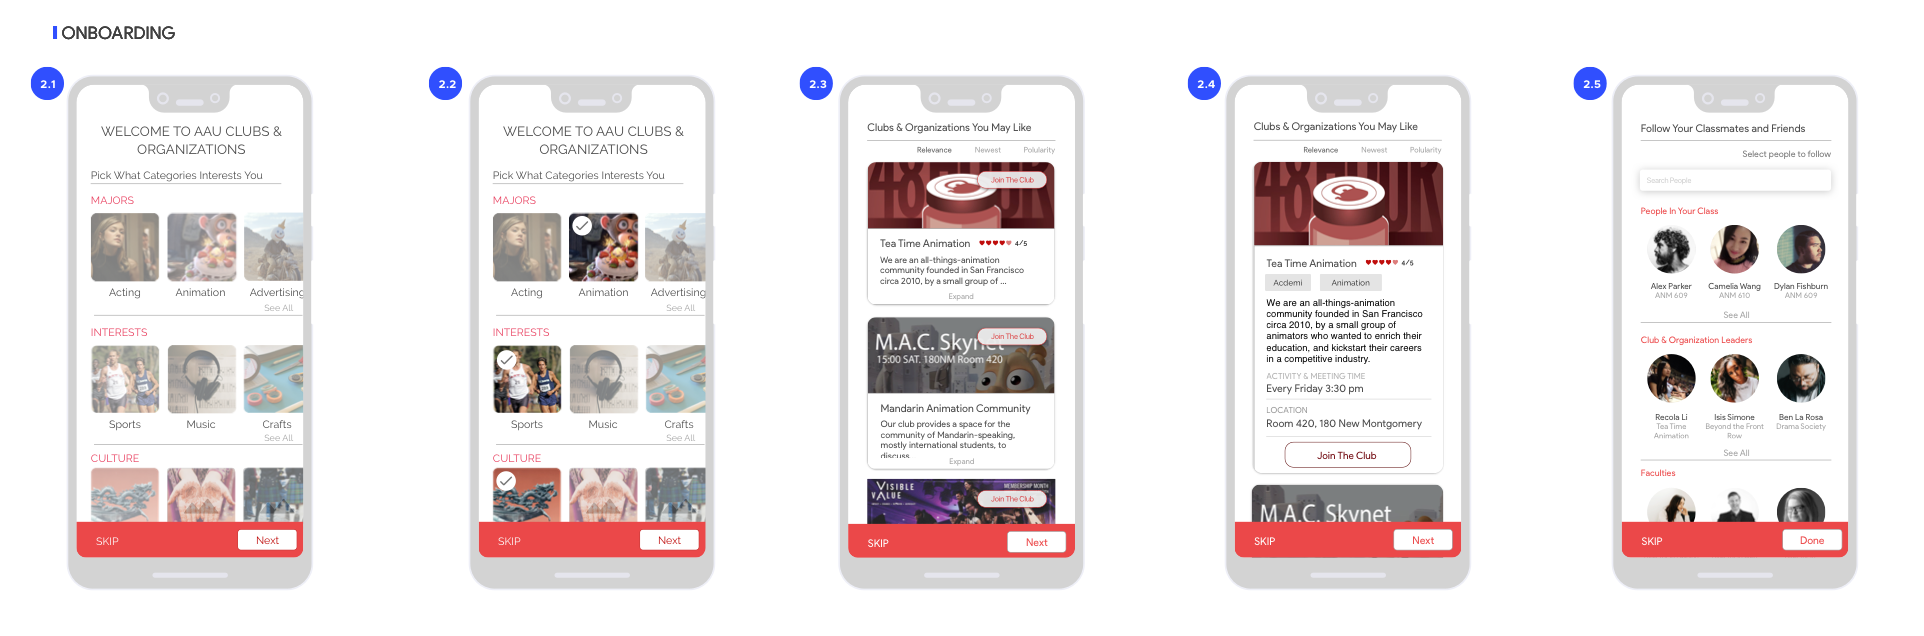 ONBOARDING
2.1
WELCOME TO AAU CLUBS &
ORGANIZATIONS
Pick What Categories Interests You
MAJORS
Acting
Animation
Advertising
See All
INTERESTS
Sports
Music
Crafts
See All
CULTURE
SKIP
Next
2.2
WELCOME TO AAU CLUBS &
ORGANIZATIONS
Pick What Categories Interests You
MAJORS
Acting
Animation
Advertising
See All
INTERESTS
Sports
Music
Crafts
See All
CULTURE
SKIP
Next
2.3
Clubs & Organizations You May Like
Relevance
Newest
Polularity
48
Join The Club
Tea Time Animation
4/5
We are an all-things-animation
community founded in San Francisco
circa 2010, by a small group of ...
Expand
M.A.C. Skynet
15:00 SAT. 180NM Room 420
Join The Club
Mandarin Animation Community
Our club provides a space for the
community of Mandarin-speaking,
mostly international students, to
discuss
Expand
VISIBLE
VALUE
MEMBERSHIP MONTH
Join The Club
SKIP
Next
2.4
Clubs & Organizations You May Like
Relevance
Newest
Polularity
48
Tea Time Animation
4/5
Acdemi
Animation
We are an all-things-animation
community founded in San Francisco
circa 2010, by a small group of
animators who wanted to enrich their
education, and kickstart their careers
in a competitive industry.
ACTIVITY & MEETING TIME
Every Friday 3:30 pm
LOCATION
Room 420, 180 New Montgomery
Join The Club
M.A.C. Skynet
SKIP
Next
2.5
Follow Your Classmates and Friends
Select people to follow
Search People
People In Your Class
Alex Parker
ANM 609
Camelia Wang
ANM 610
Dylan Fishburn
ANM 609
See All
Club & Organization Leaders
Recola Li
Tea Time
Animation
Isis Simone
Beyond the Front
Row
Ben La Rosa
Drama Society
See All
Faculties
SKIP
Done